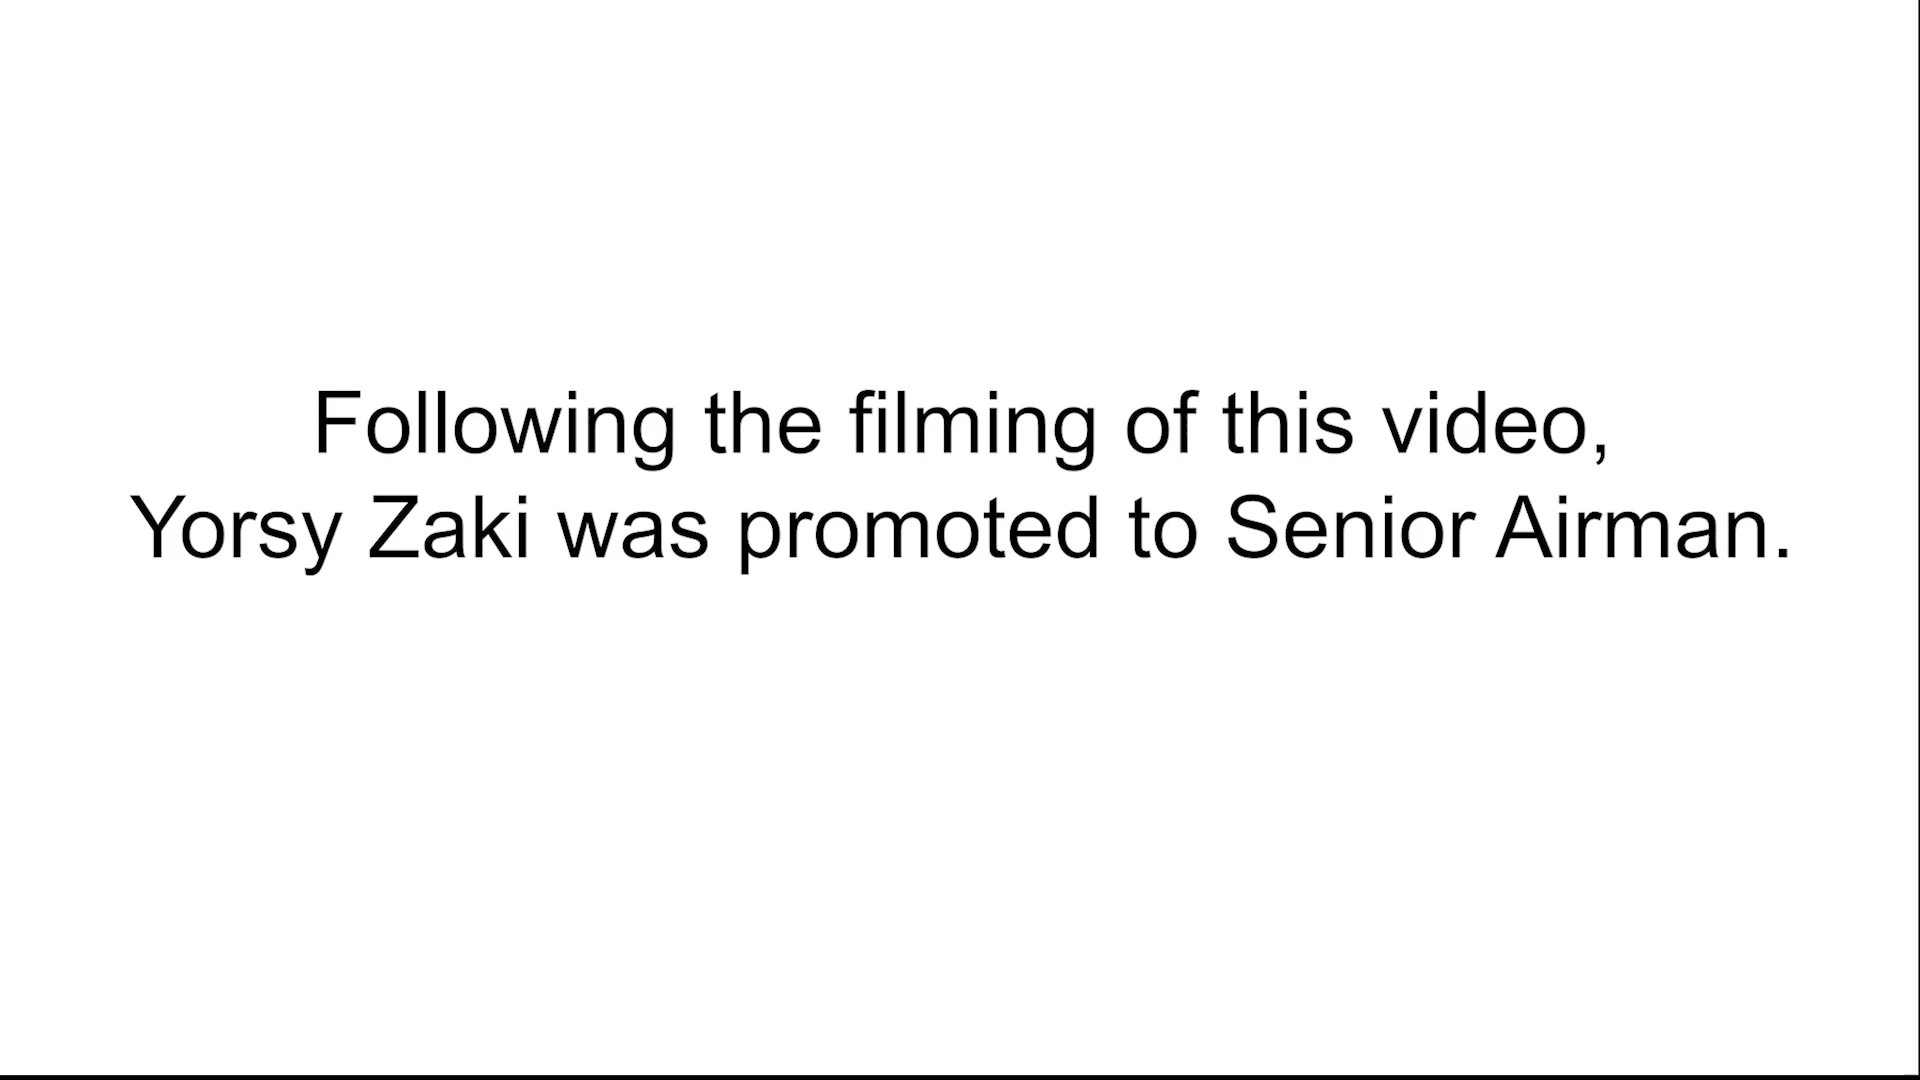 Following the filming of this video,
Yorsy Zaki was promoted to Senior Airman.